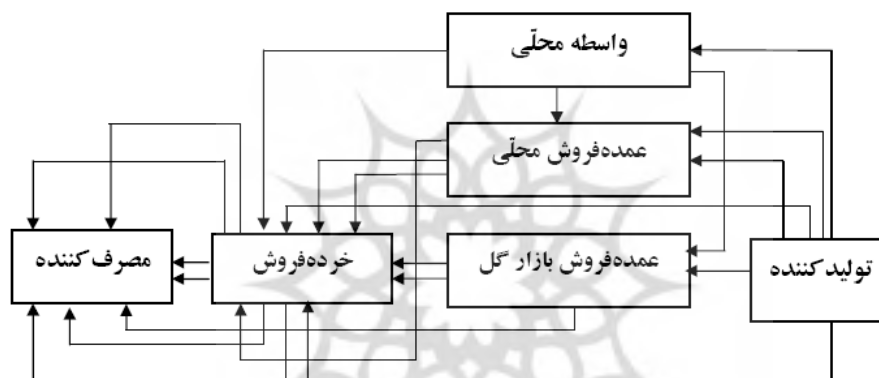 واسطه محلّی
عمده‌فروش محلّی
تولیدکننده
عمده‌فروش بازار گل
خرده‌فروش
مصرف کننده